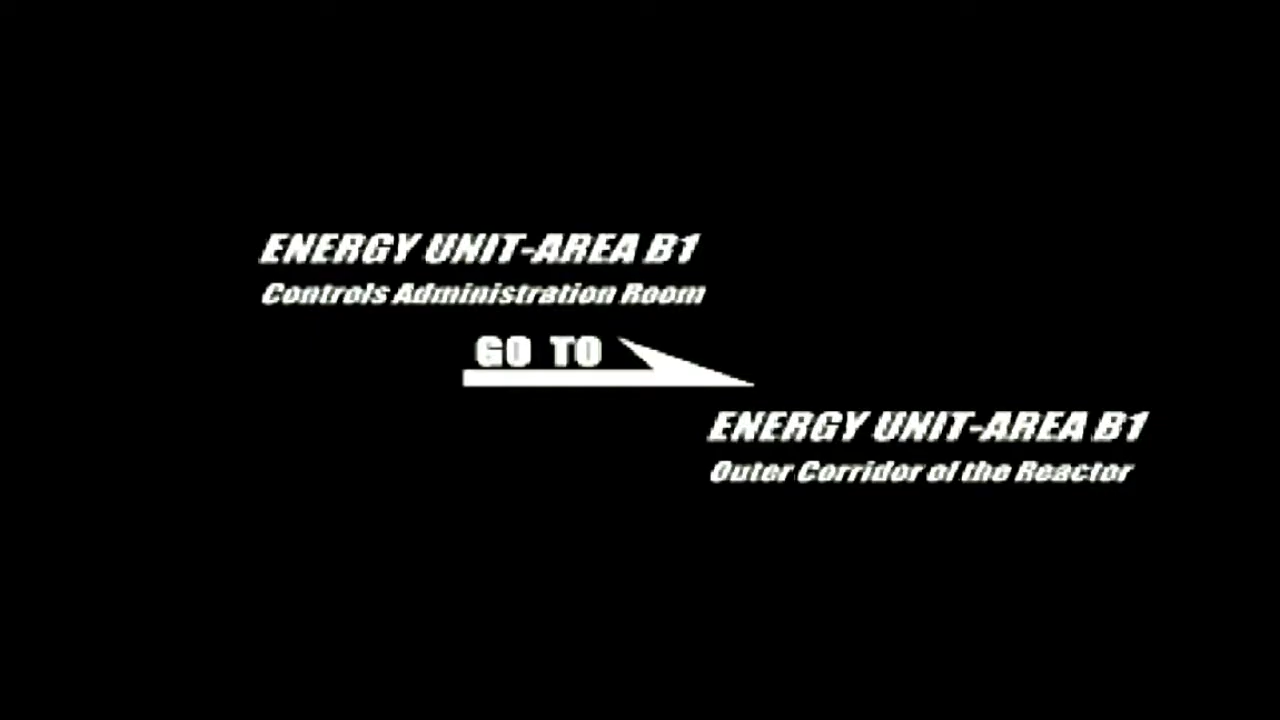 ENERGY UNIT-AREA B1
Controls Administration Room
GO TO
ENERGY UNIT-AREA B1
Outer Corridor of the Reactor